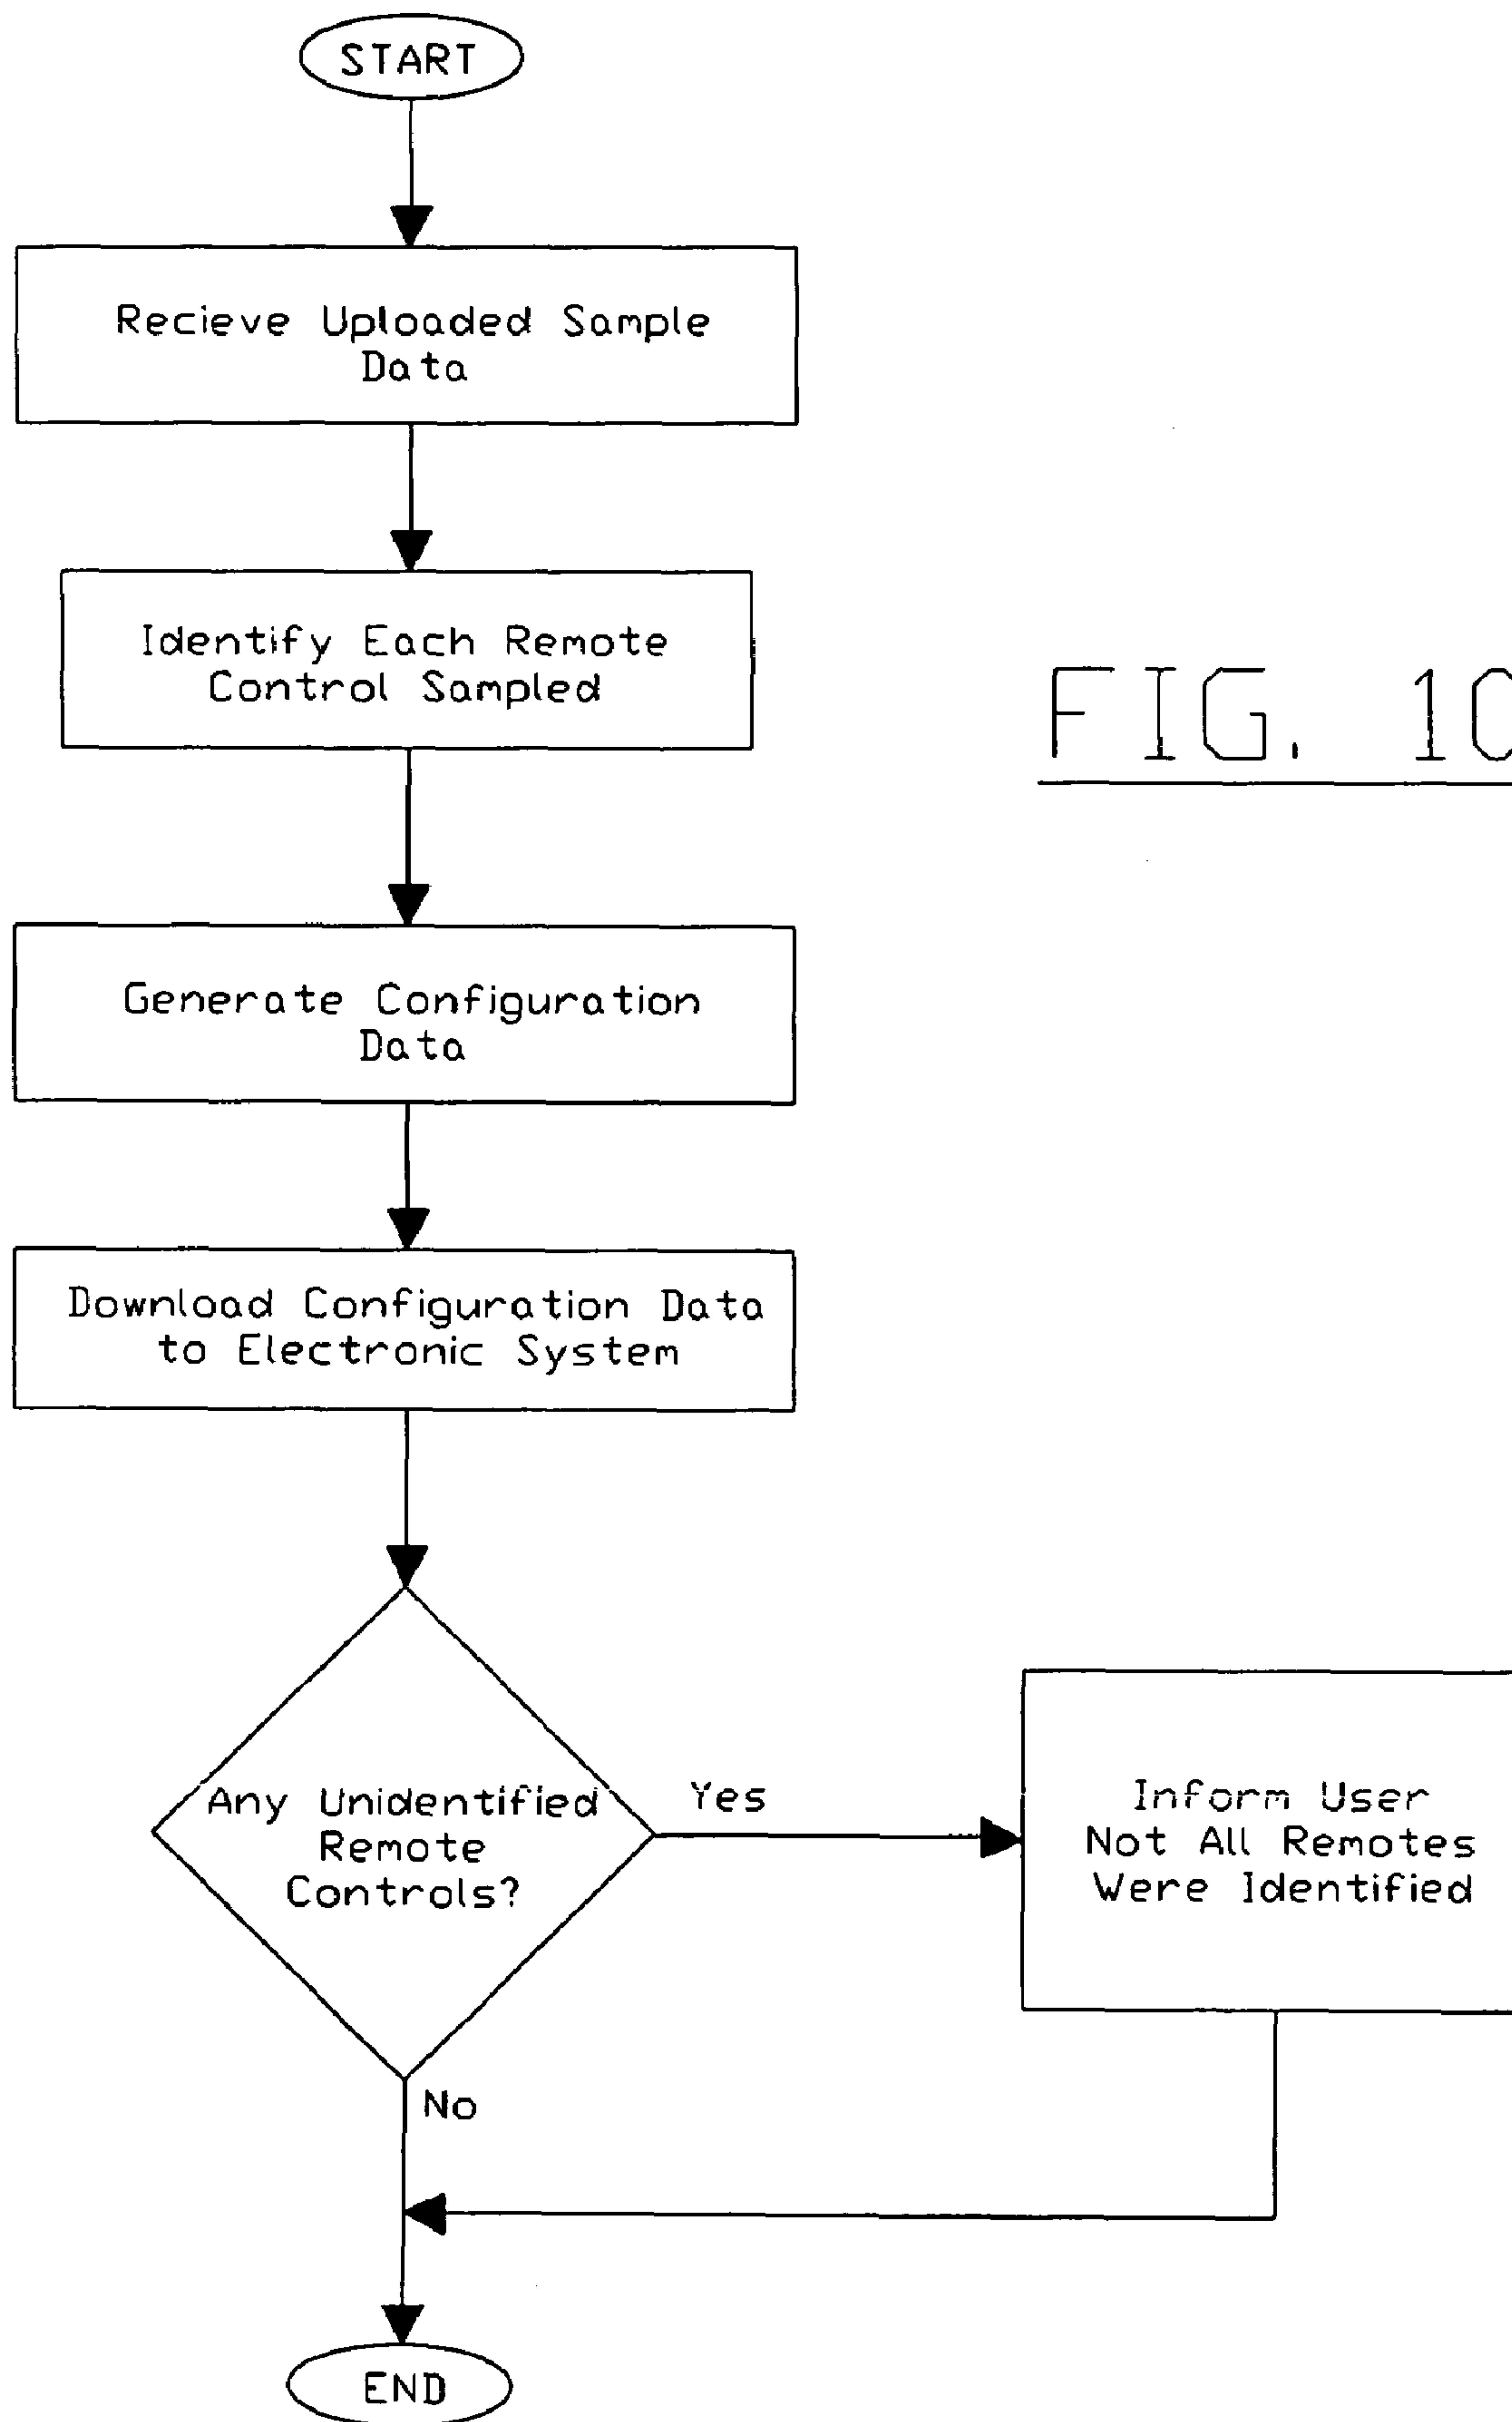 START
Recieve Uploaded Sample
Data
Identify Each Remote
Control Sampled
FIG. 10
Generate Configuration
Data
Download Configuration Data
to Electronic System
Any Unidentified
Remote
Controls?
Yes
Inform User
Not All Remotes
Were Identified
No
END